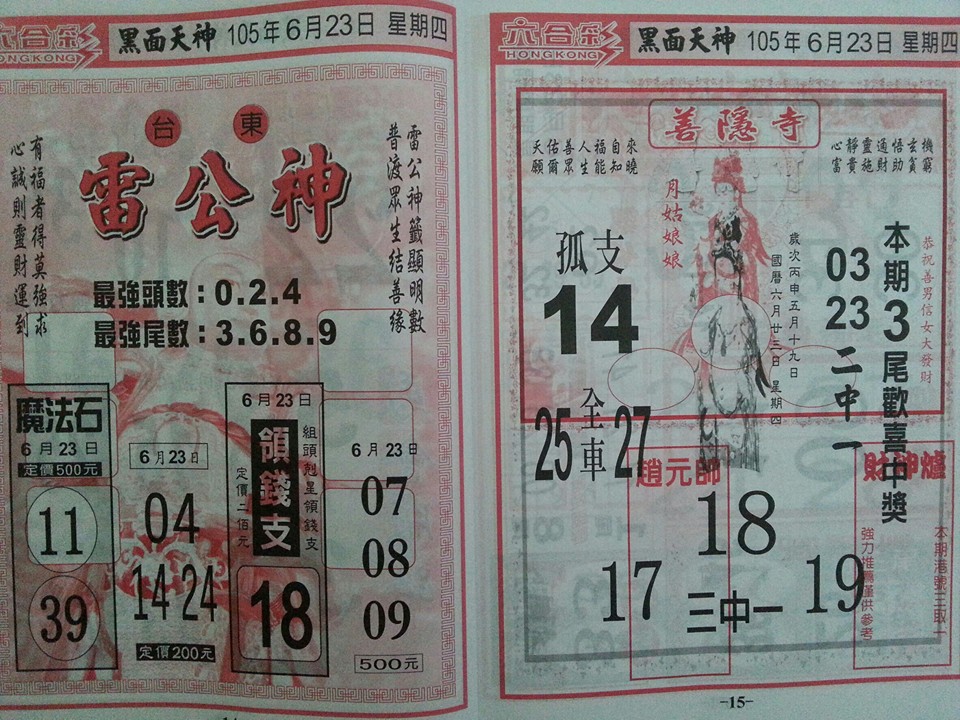 六合彩
HONGKONG
黑面天神 105年6月23日 星期四
台東
雷公神
雷公神籤顯明數
普渡眾生結善緣
有福者得莫強求
心誠則靈財運到
最強頭數：0.2.4
最強尾數：3.6.8.9
魔法石
6月23日
定價500元
11
39
6月23日
04
14 24
定價200元
6月23日
組頭剋星領錢支
領錢支
定價二佰元
18
6月23日
07
08
09
500元
六合彩
HONGKONG
黑面天神 105年6月23日 星期四
善隱寺
天佑善人福自來
願爾眾生能知曉
心靜靈通悟玄機
富貴施財助貧窮
月姑娘娘
孤支
14
25 全車 27
歲次丙申五月十九日
國曆六月廿三日 星期四
恭祝善男信女大發財
本期3尾歡喜中獎
03
23
二中一
趙元帥
財神爐
18
17
三中一
19
強力推薦僅供參考
本期港號三取一
-15-